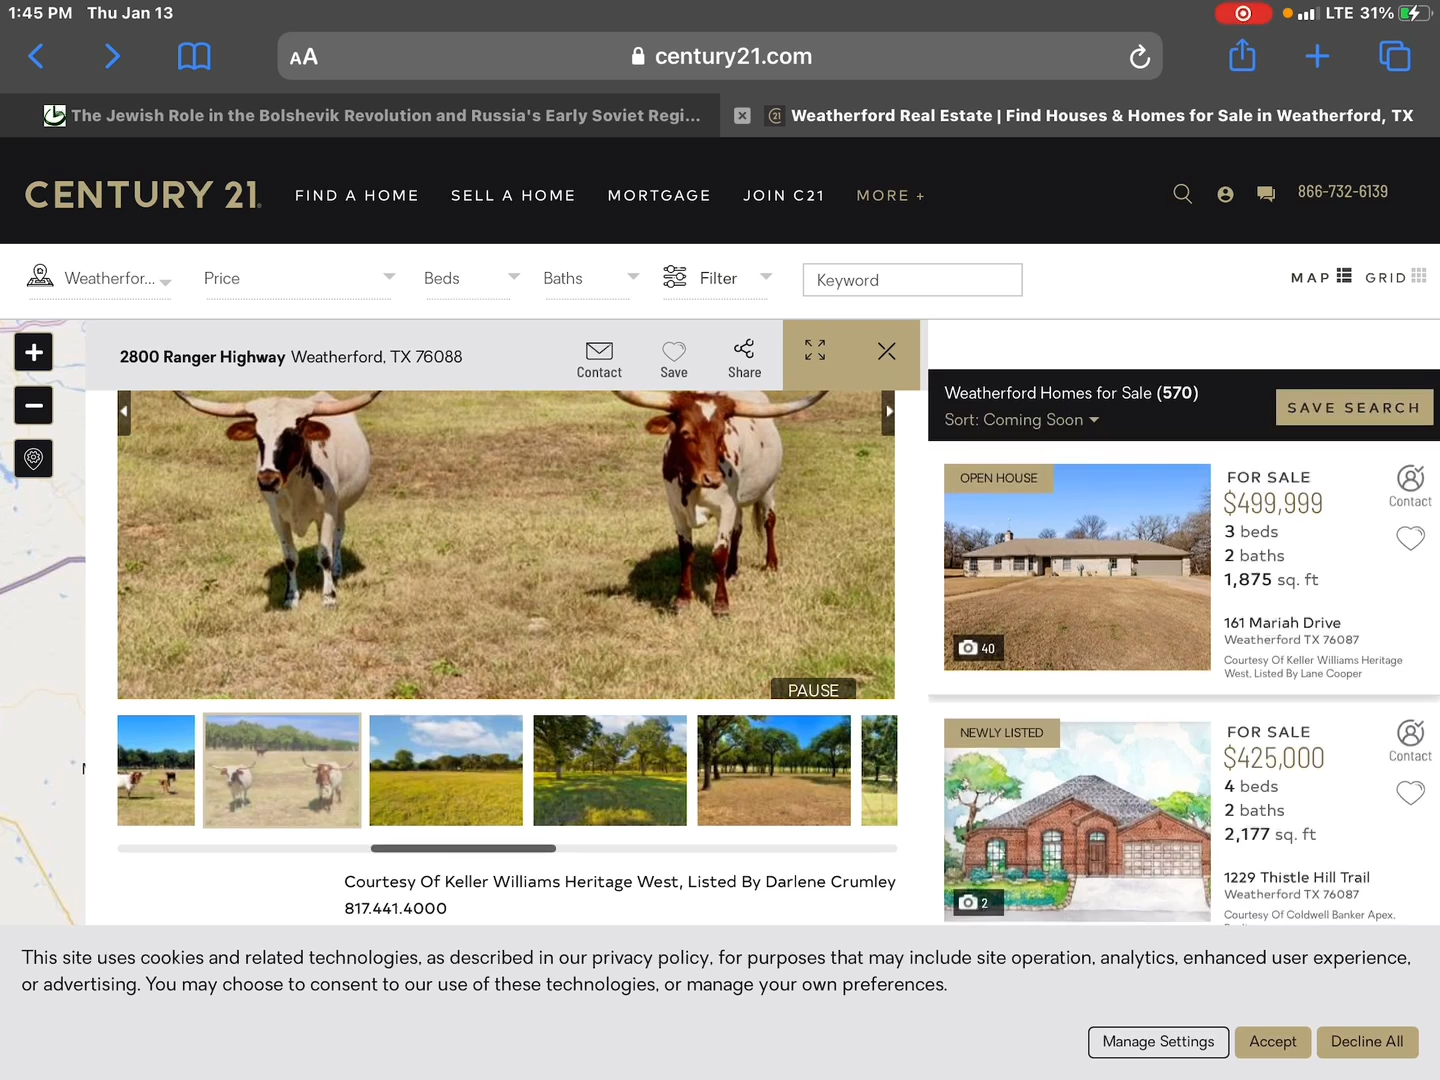 1:45 PM Thu Jan 13
LTE 31%
AA
century21.com
The Jewish Role in the Bolshevik Revolution and Russia's Early Soviet Regi...
21
Weatherford Real Estate | Find Houses & Homes for Sale in Weatherford, TX
CENTURY 21.
FIND A HOME
SELL A HOME
MORTGAGE
JOIN C21
MORE +
866-732-6139
Weatherfor...
Price
Beds
Baths
Filter
Keyword
MAP
GRID
2800 Ranger Highway Weatherford, TX 76088
Contact
Save
Share
PAUSE
Courtesy Of Keller Williams Heritage West, Listed By Darlene Crumley
817.441.4000
Weatherford Homes for Sale (570)
Sort: Coming Soon
SAVE SEARCH
OPEN HOUSE
40
FOR SALE
$499,999
3 beds
2 baths
1,875 sq. ft
161 Mariah Drive
Weatherford TX 76087
Courtesy Of Keller Williams Heritage
West, Listed By Lane Cooper
Contact
NEWLY LISTED
2
FOR SALE
$425,000
4 beds
2 baths
2,177 sq. ft
1229 Thistle Hill Trail
Weatherford TX 76087
Courtesy Of Coldwell Banker Apex,
Contact
This site uses cookies and related technologies, as described in our privacy policy, for purposes that may include site operation, analytics, enhanced user experience,
or advertising. You may choose to consent to our use of these technologies, or manage your own preferences.
Manage Settings
Accept
Decline All